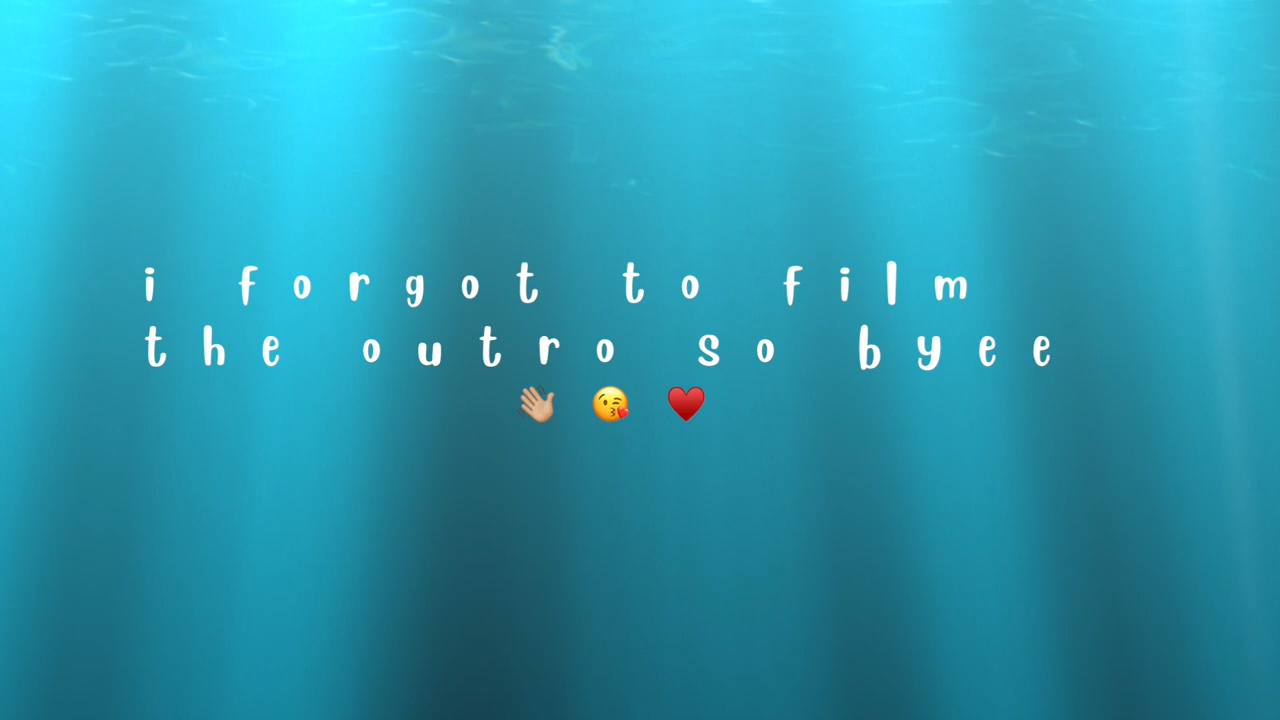 i forgot to film
the outro so byee
👋🏼 😘 ♥️